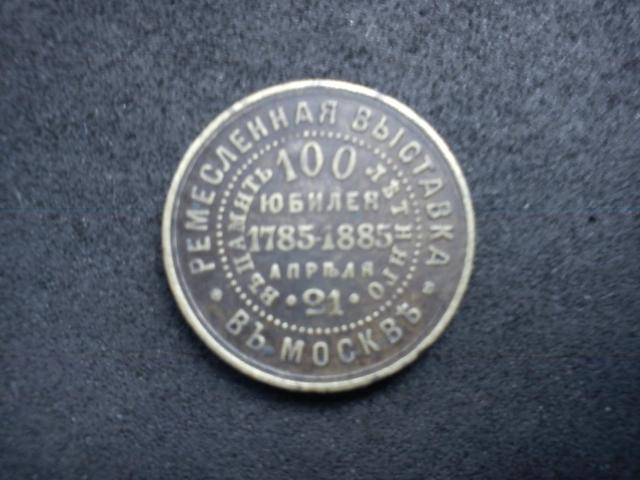 РЕМЕСЛЕННАЯ ВЫСТАВКА
ВЪ МОСКВѢ
ВЪ ПАМЯТЬ
100
ЛѢТНЯГО
ЮБИЛЕЯ
1785-1885
АПРѢЛЯ
21